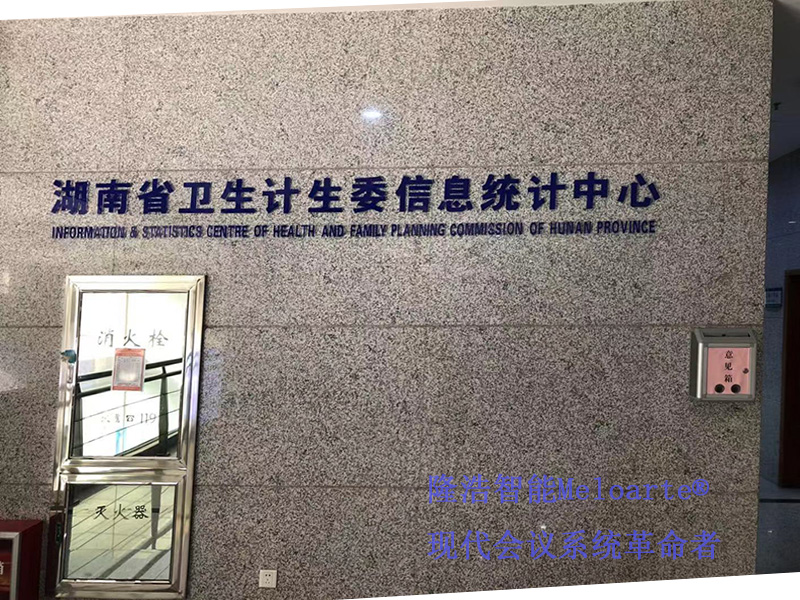 湖南省卫生计生委信息统计中心
INFORMATION & STATISTICS CENTRE OF HEALTH AND FAMILY PLANNING COMMISSION OF HUNAN PROVINCE
消火栓
119
灭火器
意见箱
隆浩智能Meloarte®
现代会议系统革命者